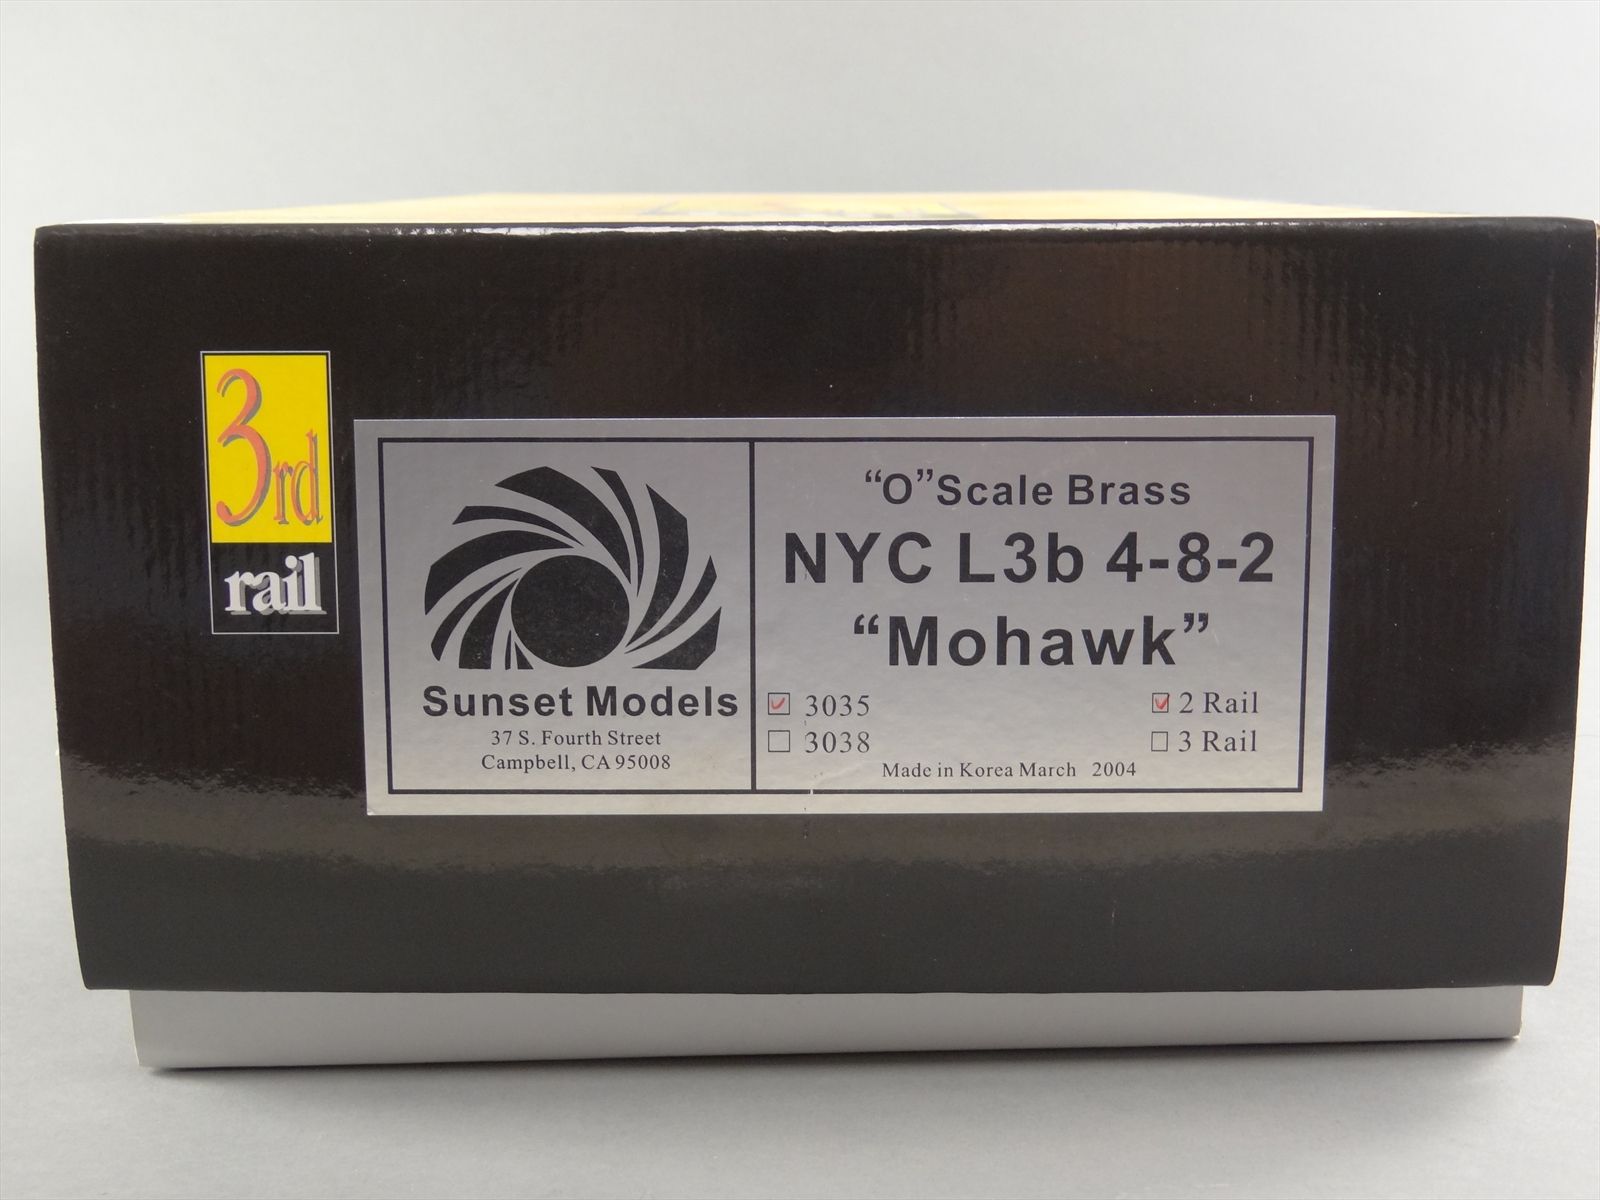 3rd
rail
Sunset Models
37 S. Fourth Street
Campbell, CA 95008
“O”Scale Brass
NYC L3b 4-8-2
“Mohawk”
3035 2 Rail
3038 3 Rail
Made in Korea March 2004